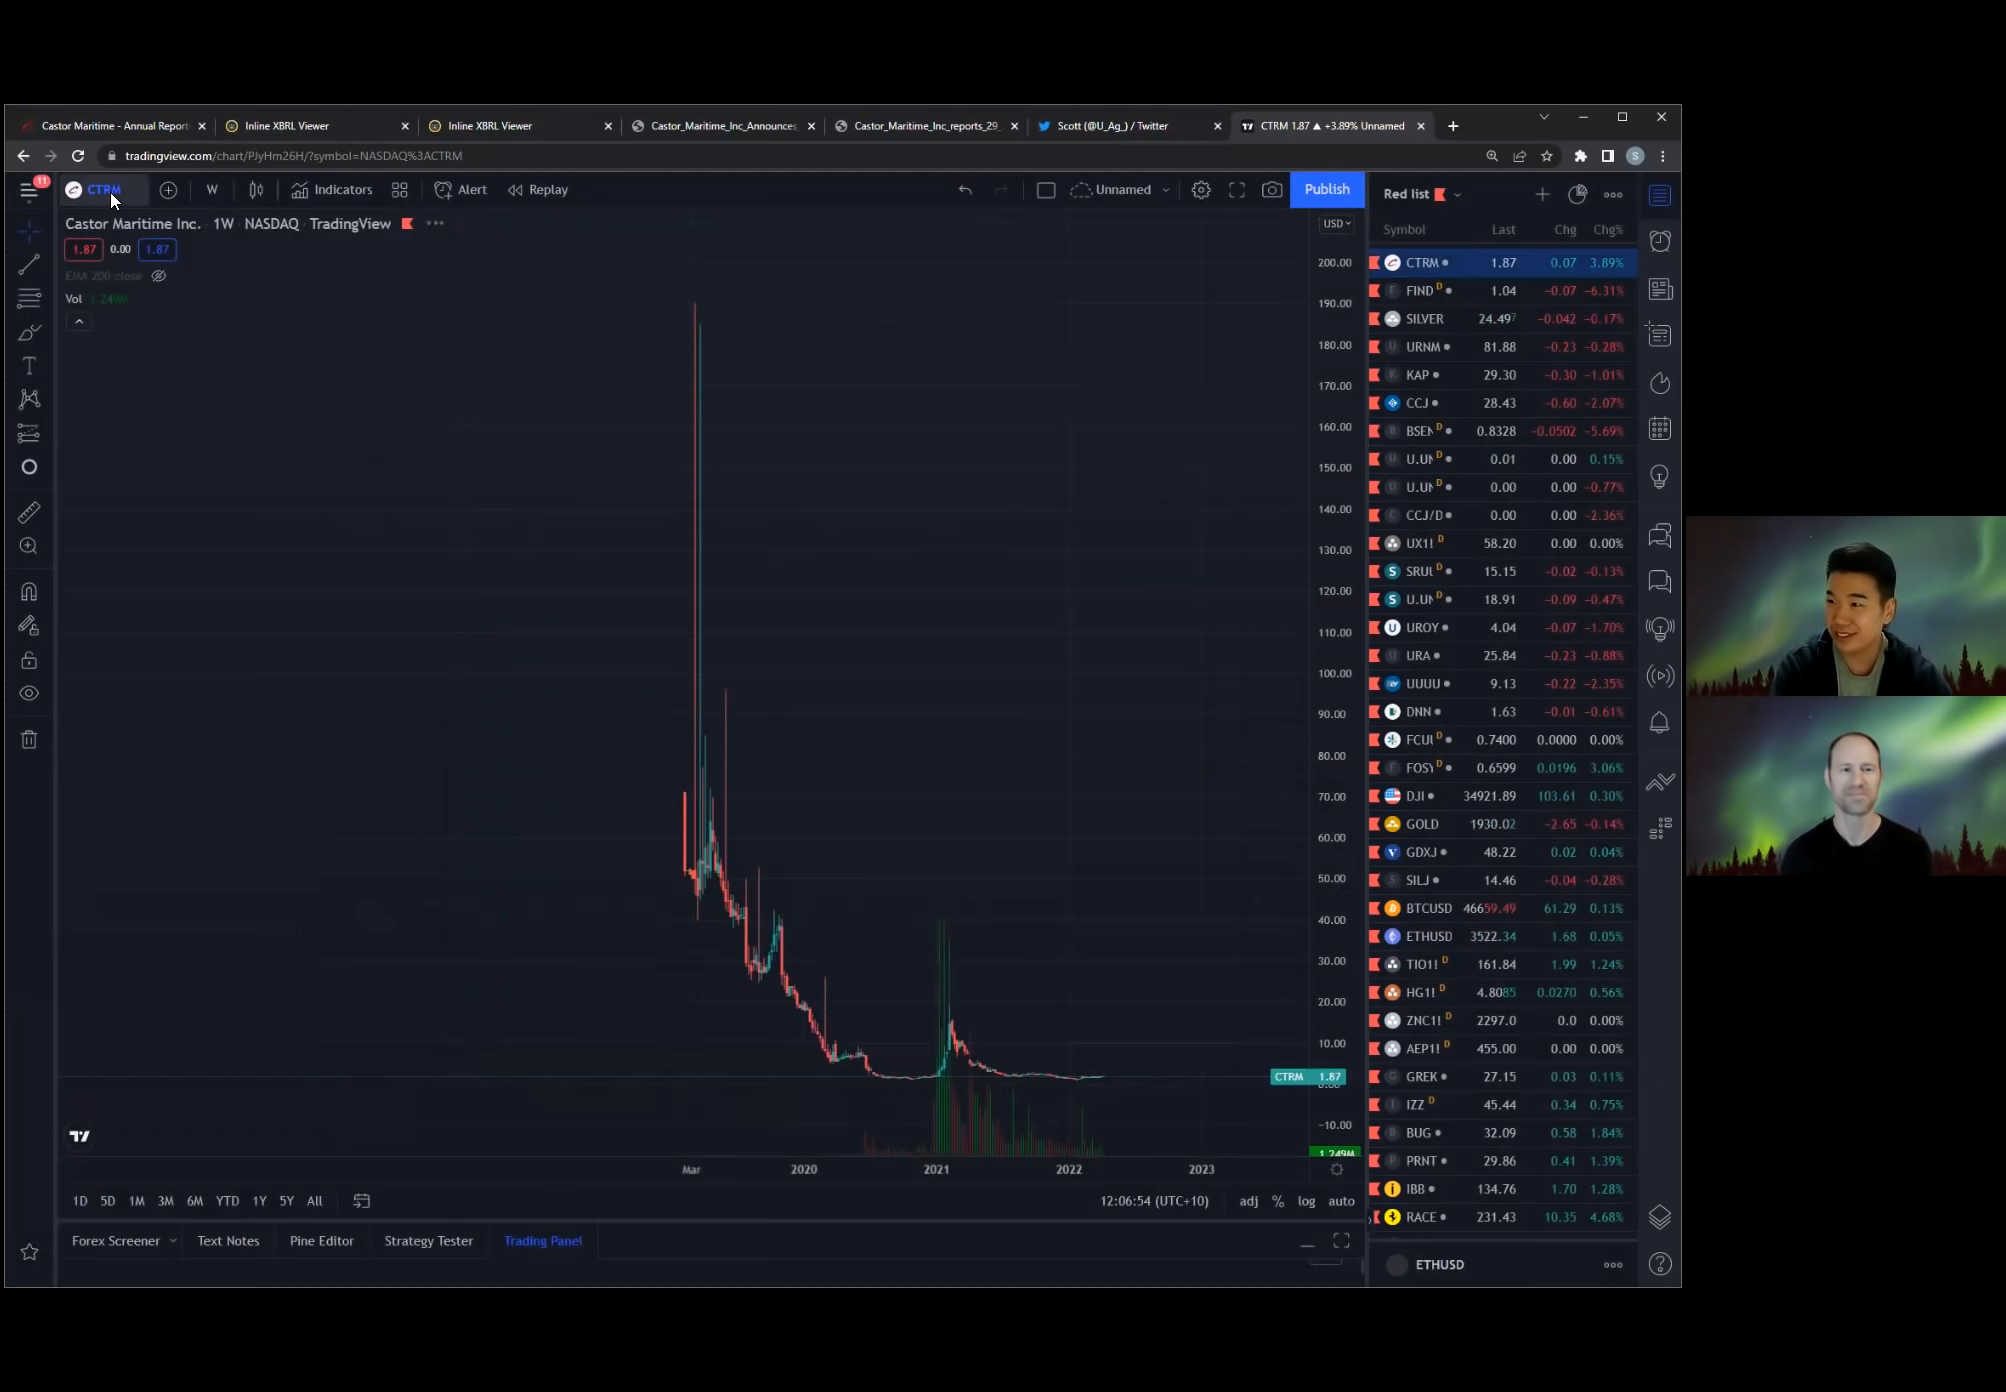 Castor Maritime - Annual Report
Inline XBRL Viewer
Inline XBRL Viewer
Castor_Maritime_Inc_Announces_
Castor_Maritime_Inc_reports_29_
Scott (@U_Ag_) / Twitter
CTRM 1.87 ▲ +3.89% Unnamed
tradingview.com/chart/PJyHm26H/?symbol=NASDAQ%3ACTRM
S
11
CTRM
W
Indicators
Alert
Replay
Unnamed
Publish
Castor Maritime Inc. 1W NASDAQ TradingView
1.87 0.00 1.87
EMA 200 close
Vol 1.249M
USD
200.00
190.00
180.00
170.00
160.00
150.00
140.00
130.00
120.00
110.00
100.00
90.00
80.00
70.00
60.00
50.00
40.00
30.00
20.00
10.00
CTRM 1.87
0.00
-10.00
1.249M
Mar 2020 2021 2022 2023
1D 5D 1M 3M 6M YTD 1Y 5Y All
12:06:54 (UTC+10) adj % log auto
Forex Screener Text Notes Pine Editor Strategy Tester Trading Panel
Red list
Symbol Last Chg Chg%
CTRM 1.87 0.07 3.89%
FIND D 1.04 -0.07 -6.31%
SILVER 24.497 -0.042 -0.17%
URNM 81.88 -0.23 -0.28%
KAP 29.30 -0.30 -1.01%
CCJ 28.43 -0.60 -2.07%
BSEN D 0.8328 -0.0502 -5.69%
U.UN D 0.01 0.00 0.15%
U.UN D 0.00 0.00 -0.77%
CCJ/D 0.00 0.00 -2.36%
UX1! D 58.20 0.00 0.00%
SRUU D 15.15 -0.02 -0.13%
U.UN D 18.91 -0.09 -0.47%
UROY 4.04 -0.07 -1.70%
URA 25.84 -0.23 -0.88%
UUUU 9.13 -0.22 -2.35%
DNN 1.63 -0.01 -0.61%
FCUU D 0.7400 0.0000 0.00%
FOSY D 0.6599 0.0196 3.06%
DJI 34921.89 103.61 0.30%
GOLD 1930.02 -2.65 -0.14%
GDXJ 48.22 0.02 0.04%
SILJ 14.46 -0.04 -0.28%
BTCUSD 46659.49 61.29 0.13%
ETHUSD 3522.34 1.68 0.05%
TIO1! D 161.84 1.99 1.24%
HG1! D 4.8085 0.0270 0.56%
ZNC1! D 2297.0 0.0 0.00%
AEP1! D 455.00 0.00 0.00%
GREK 27.15 0.03 0.11%
IZZ D 45.44 0.34 0.75%
BUG 32.09 0.58 1.84%
PRNT 29.86 0.41 1.39%
IBB 134.76 1.70 1.28%
RACE 231.43 10.35 4.68%
ETHUSD